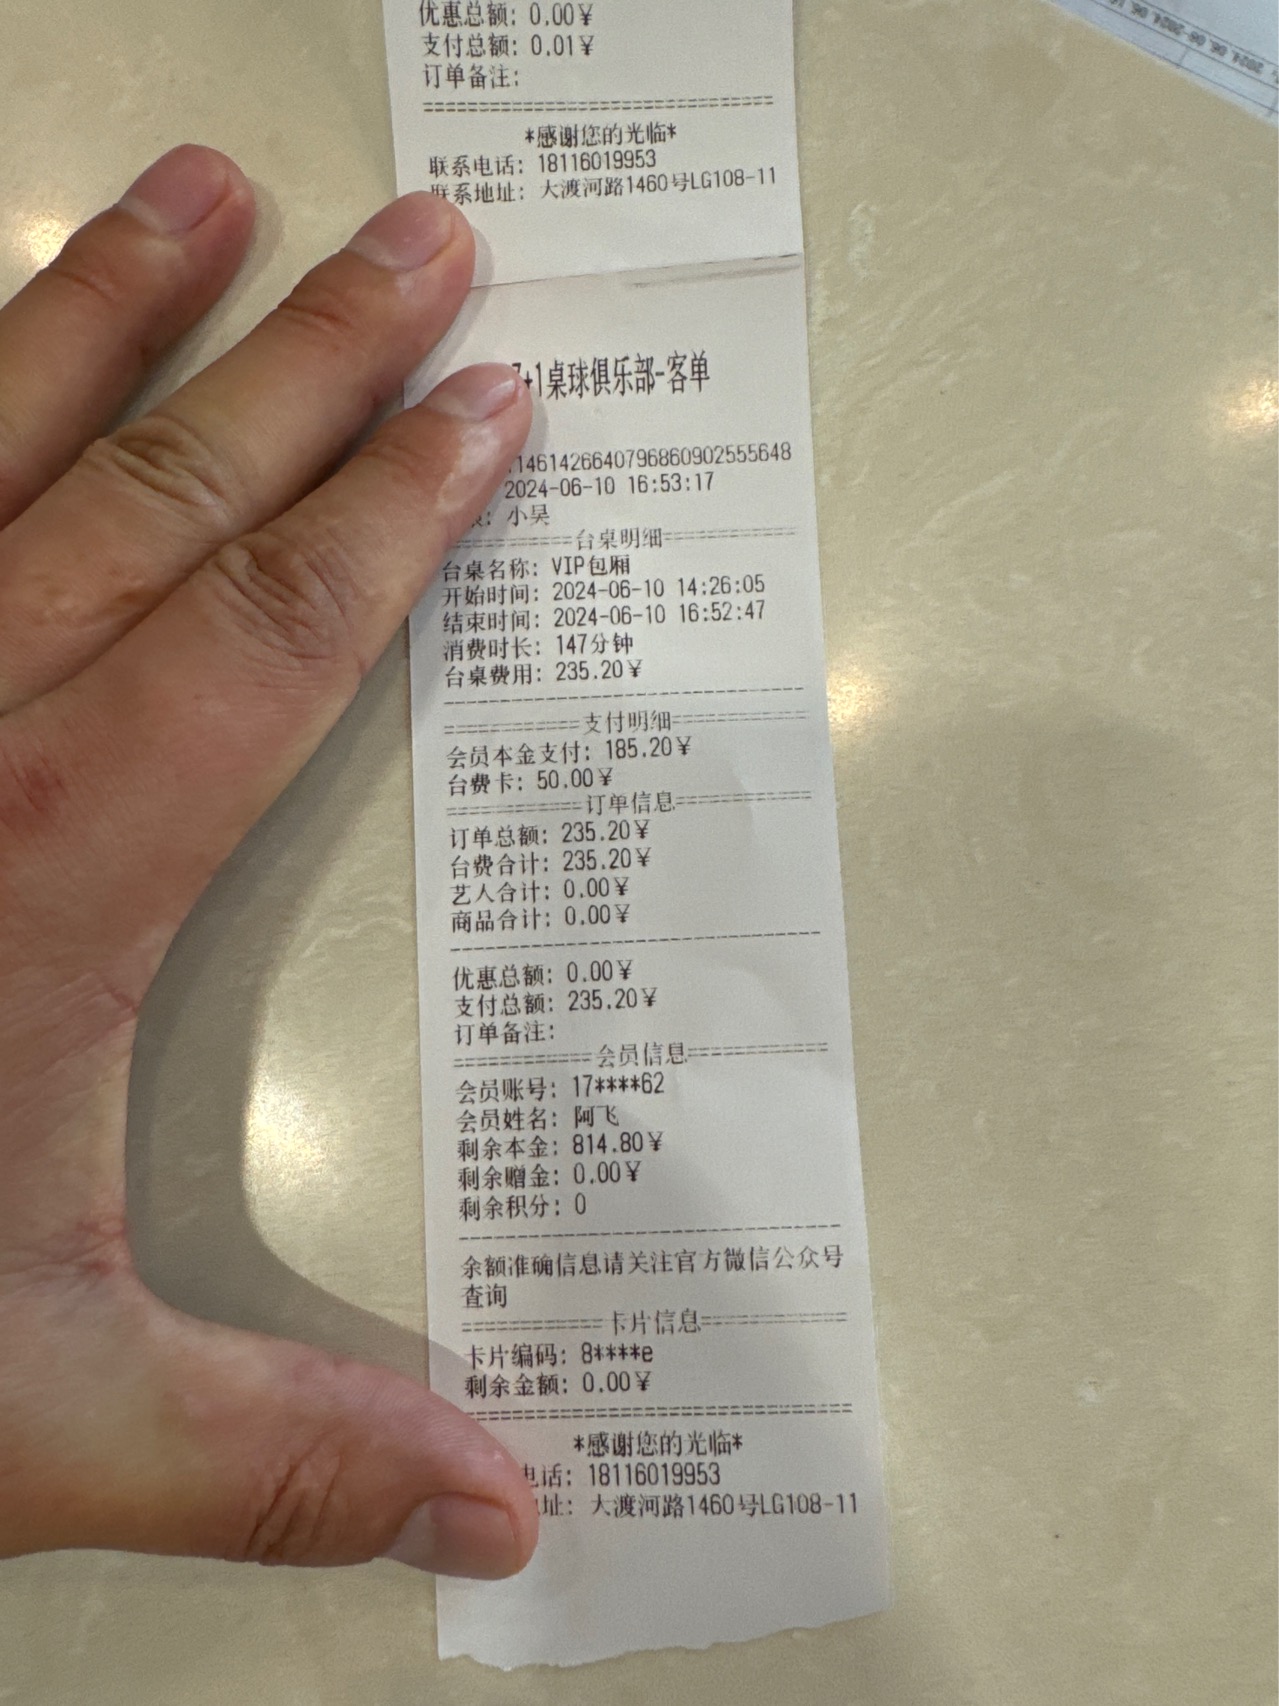 优惠总额: 0.00¥
支付总额: 0.01¥
订单备注:
==============================
*感谢您的光临*
联系电话: 18116019953
联系地址: 大渡河路1460号LG108-11
+1桌球俱乐部-客单
1461426640796860902555648
2024-06-10 16:53:17
: 小吴
==========台桌明细==========
台桌名称: VIP包厢
开始时间: 2024-06-10 14:26:05
结束时间: 2024-06-10 16:52:47
消费时长: 147分钟
台桌费用: 235.20¥
------------------------------
==========支付明细==========
会员本金支付: 185.20¥
台费卡: 50.00¥
==========订单信息==========
订单总额: 235.20¥
台费合计: 235.20¥
艺人合计: 0.00¥
商品合计: 0.00¥
------------------------------
优惠总额: 0.00¥
支付总额: 235.20¥
订单备注:
==========会员信息==========
会员账号: 17****62
会员姓名: 阿飞
剩余本金: 814.80¥
剩余赠金: 0.00¥
剩余积分: 0
------------------------------
余额准确信息请关注官方微信公众号
查询
==========卡片信息==========
卡片编码: 8****e
剩余金额: 0.00¥
==============================
*感谢您的光临*
电话: 18116019953
址: 大渡河路1460号LG108-11